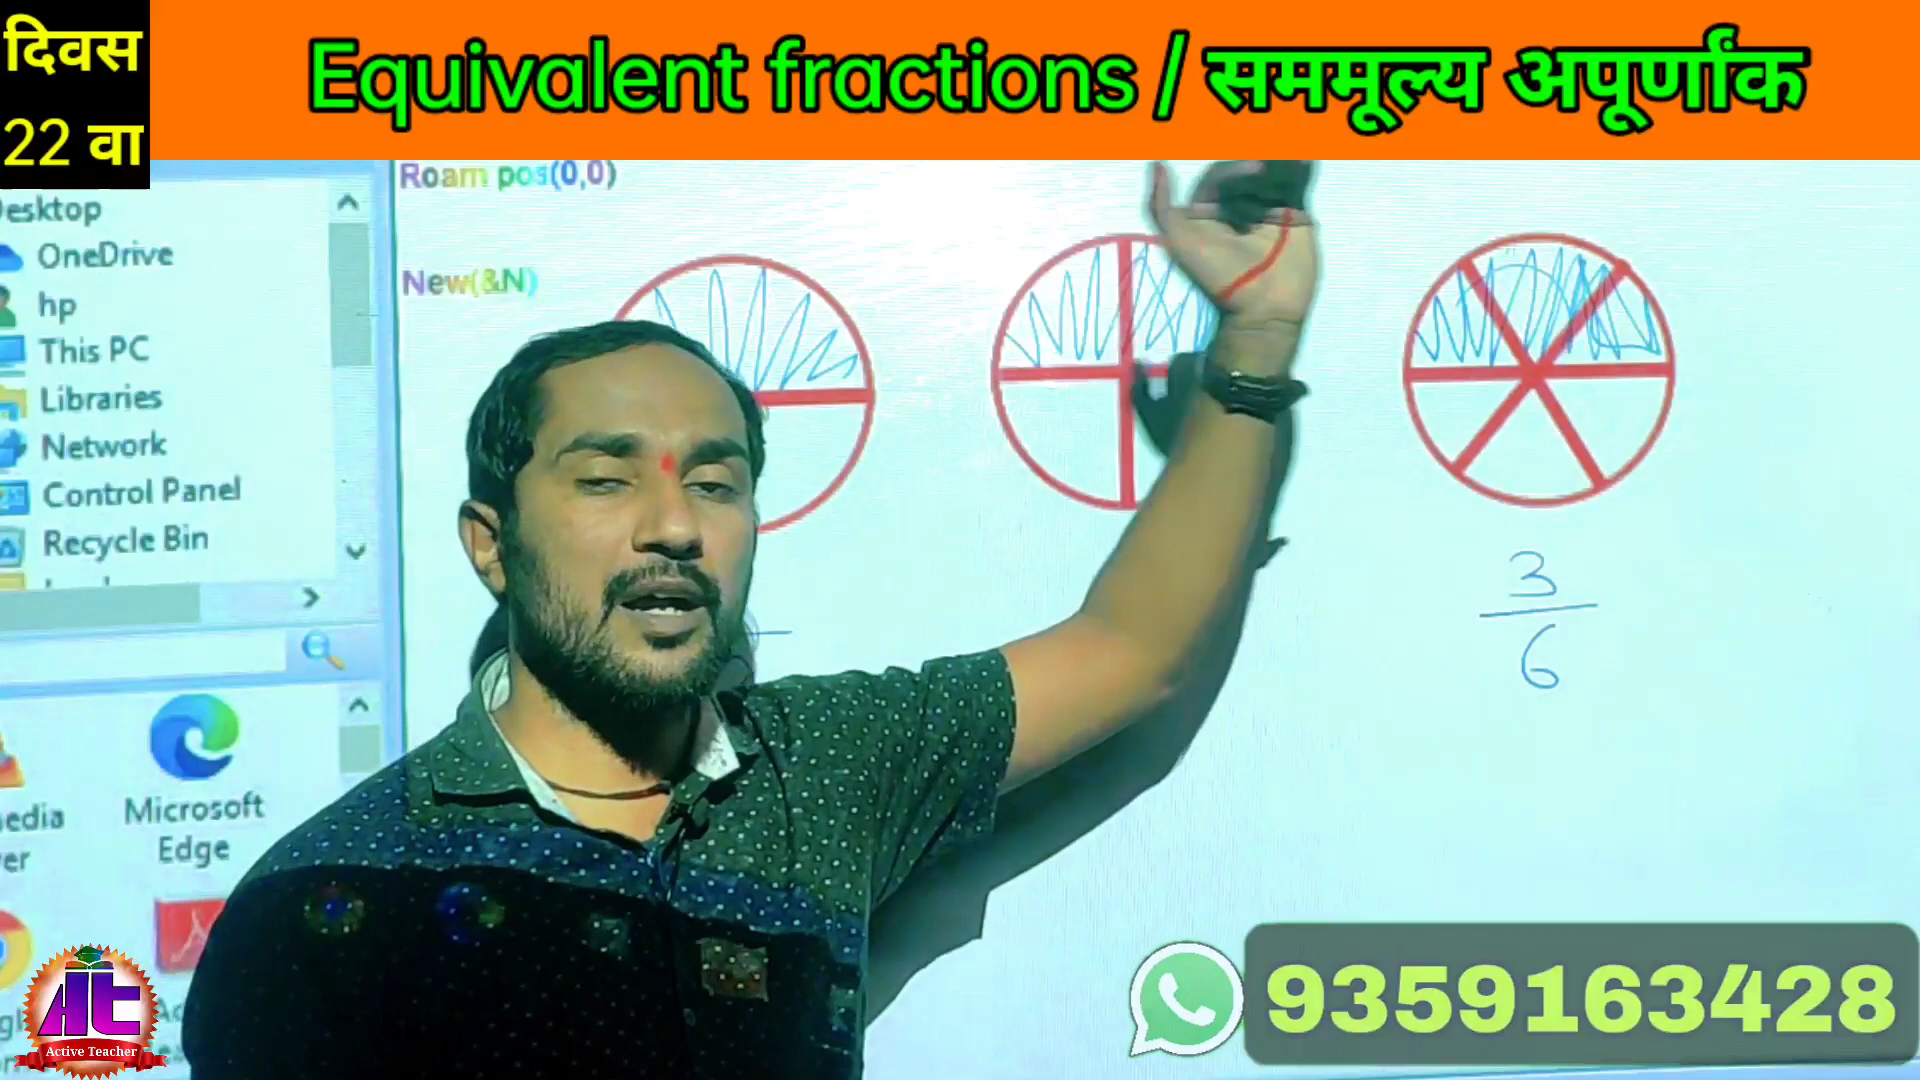 दिवस
22 वा
Equivalent fractions / सममूल्य अपूर्णांक
Roam pos(0,0)
New(&N)
Desktop
OneDrive
hp
This PC
Libraries
Network
Control Panel
Recycle Bin
Microsoft
Edge
3
6
9359163428
Active Teacher